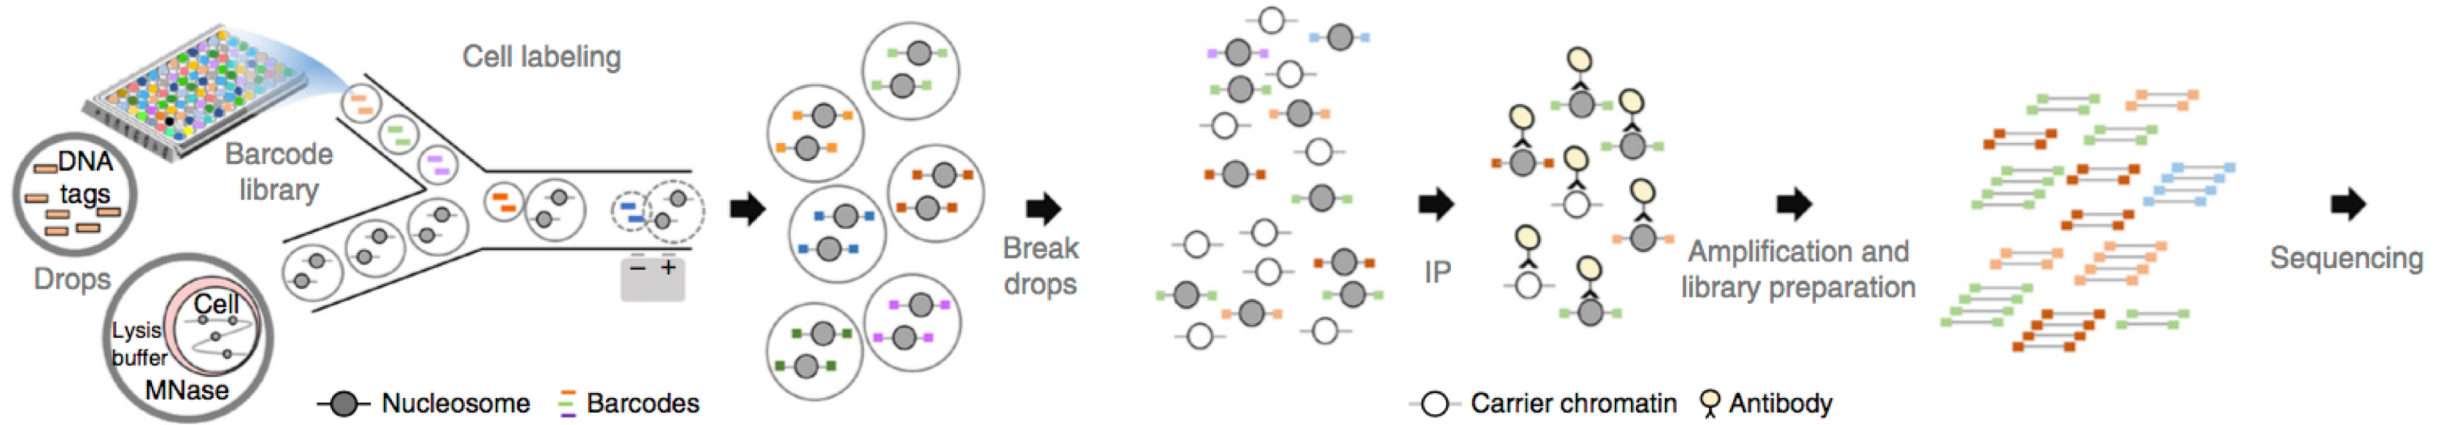 Cell labeling
DNA
tags
Drops
Barcode
library
Cell
Lysis
buffer
MNase
− +
Nucleosome
Barcodes
Break
drops
IP
Amplification and
library preparation
Sequencing
Carrier chromatin
Antibody